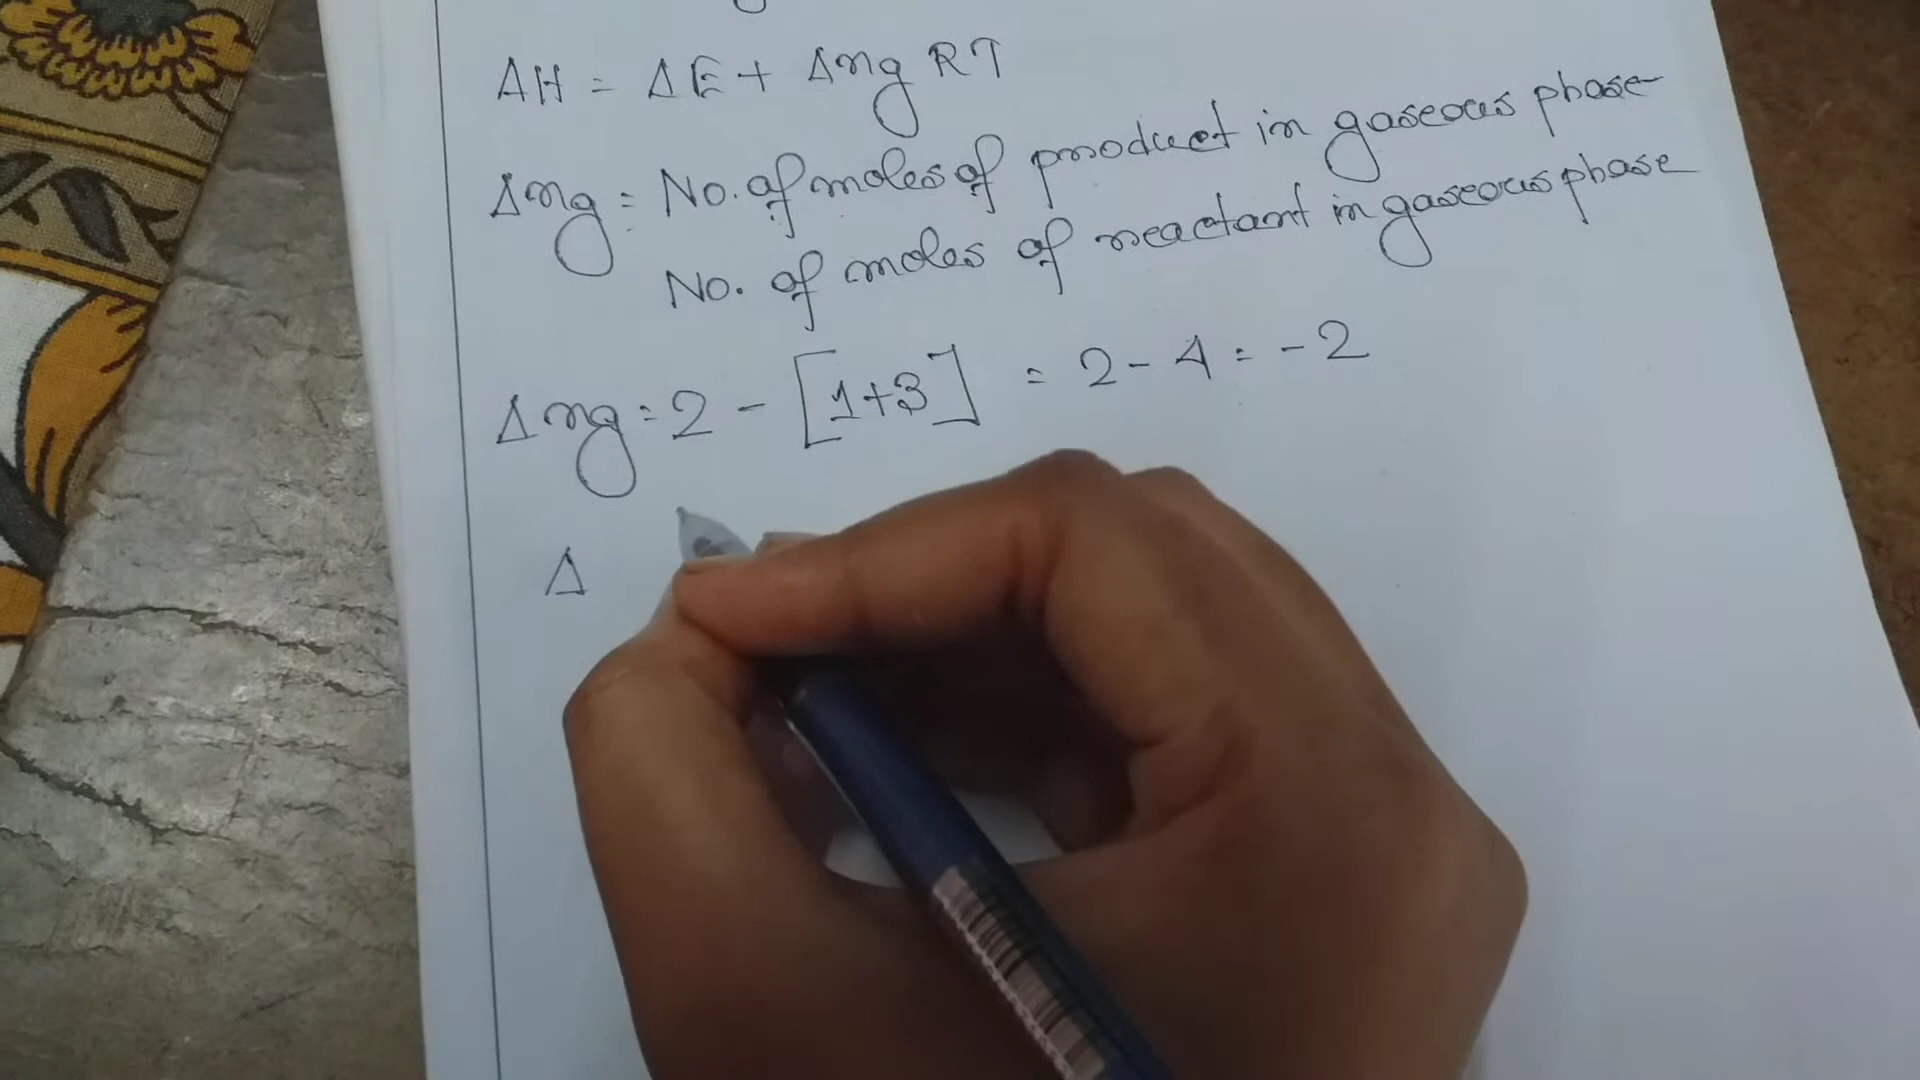 ΔH = ΔE + Δng RT
Δng = No. of moles of product in gaseous phase
No. of moles of reactant in gaseous phase
Δng = 2 - [1+3] = 2 - 4 = -2
Δ